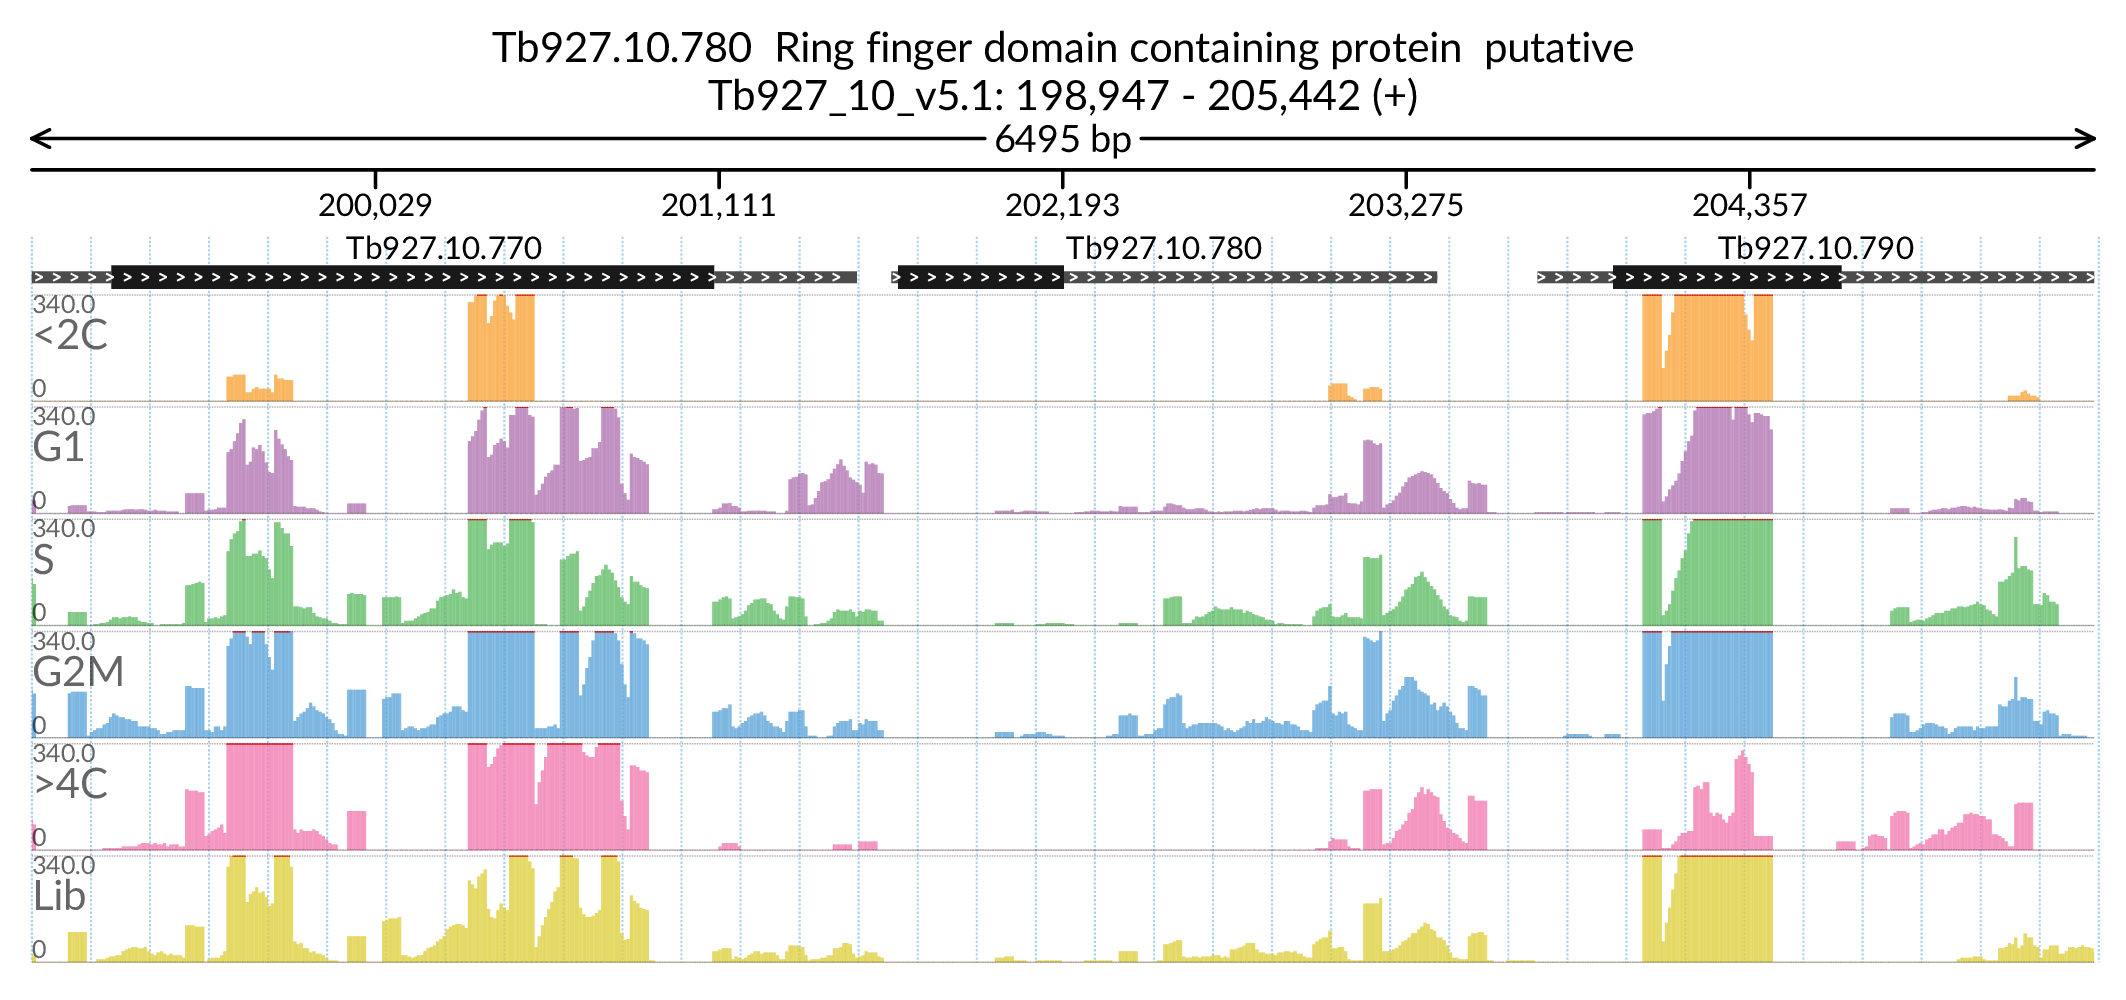 Tb927.10.780  Ring finger domain containing protein  putative
Tb927_10_v5.1: 198,947 - 205,442 (+)
6495 bp
200,029 201,111 202,193 203,275 204,357
Tb927.10.770 Tb927.10.780 Tb927.10.790
340.0
<2C
0
340.0
G1
0
340.0
S
0
340.0
G2M
0
340.0
>4C
0
340.0
Lib
0